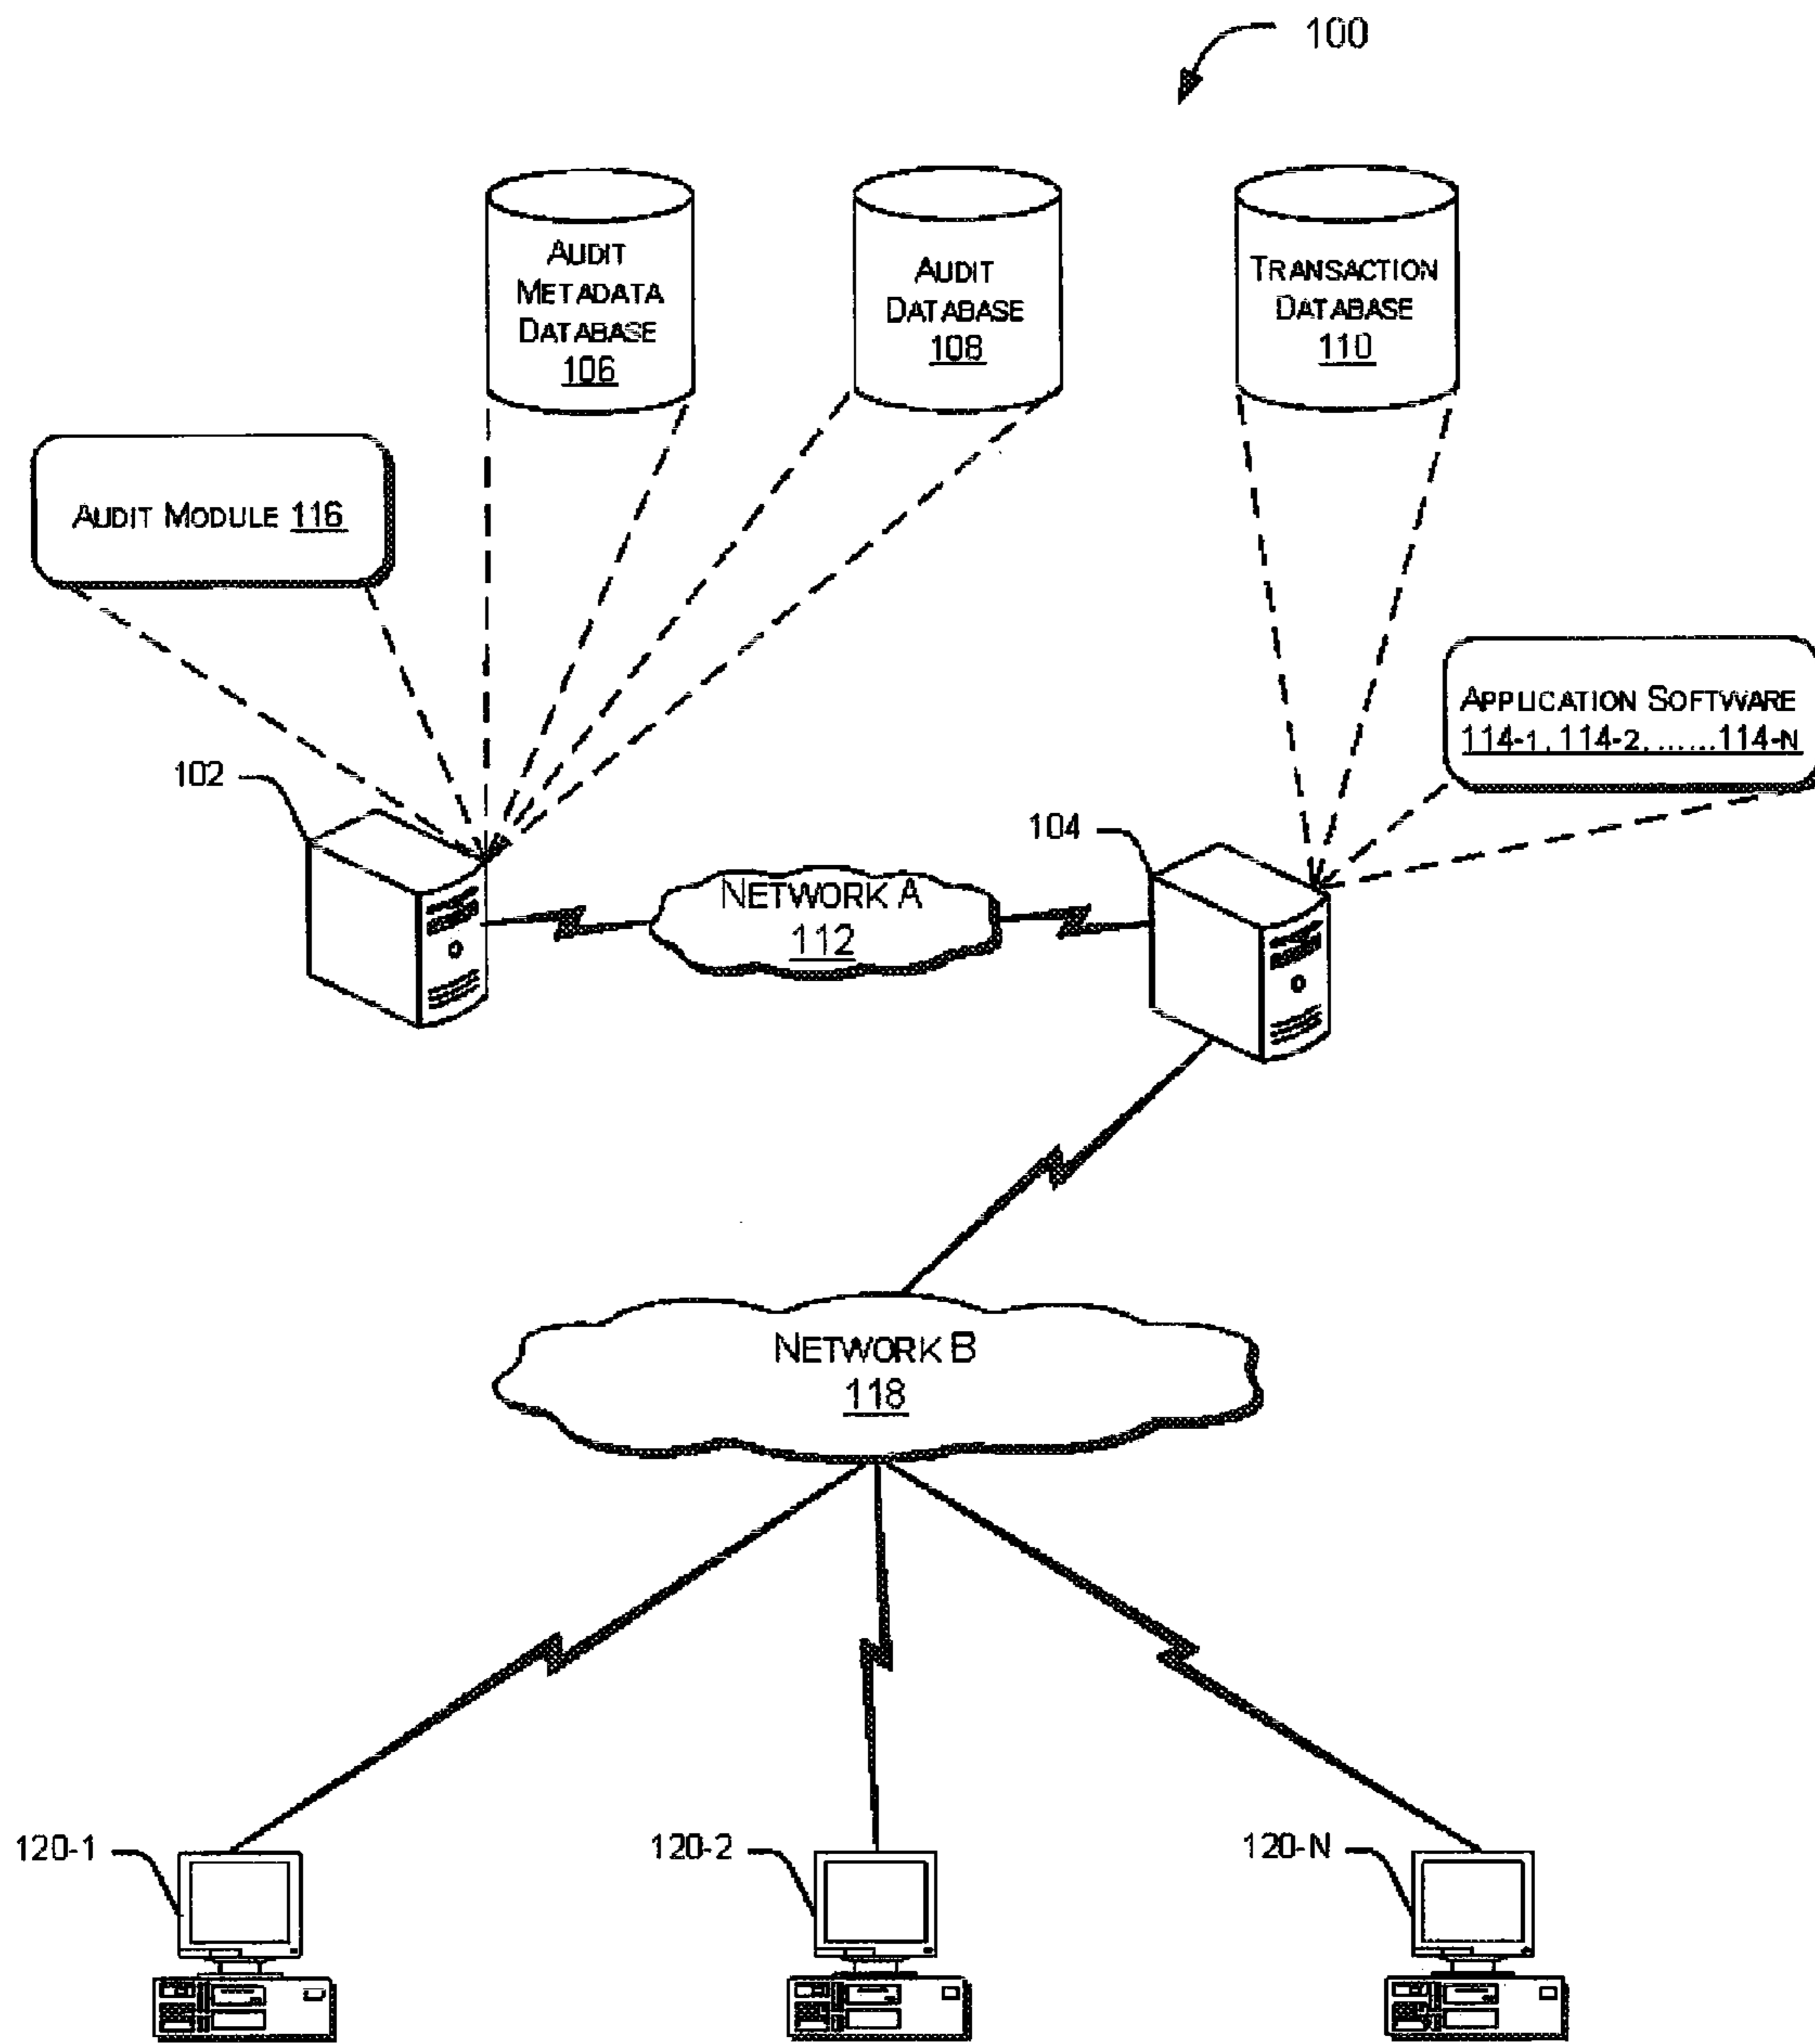 100
AUDIT
METADATA
DATABASE
106
AUDIT
DATABASE
108
TRANSACTION
DATABASE
110
AUDIT MODULE 116
APPLICATION SOFTWARE
114-1, 114-2, ......114-N
102
104
NETWORK A
112
NETWORK B
118
120-1
120-2
120-N